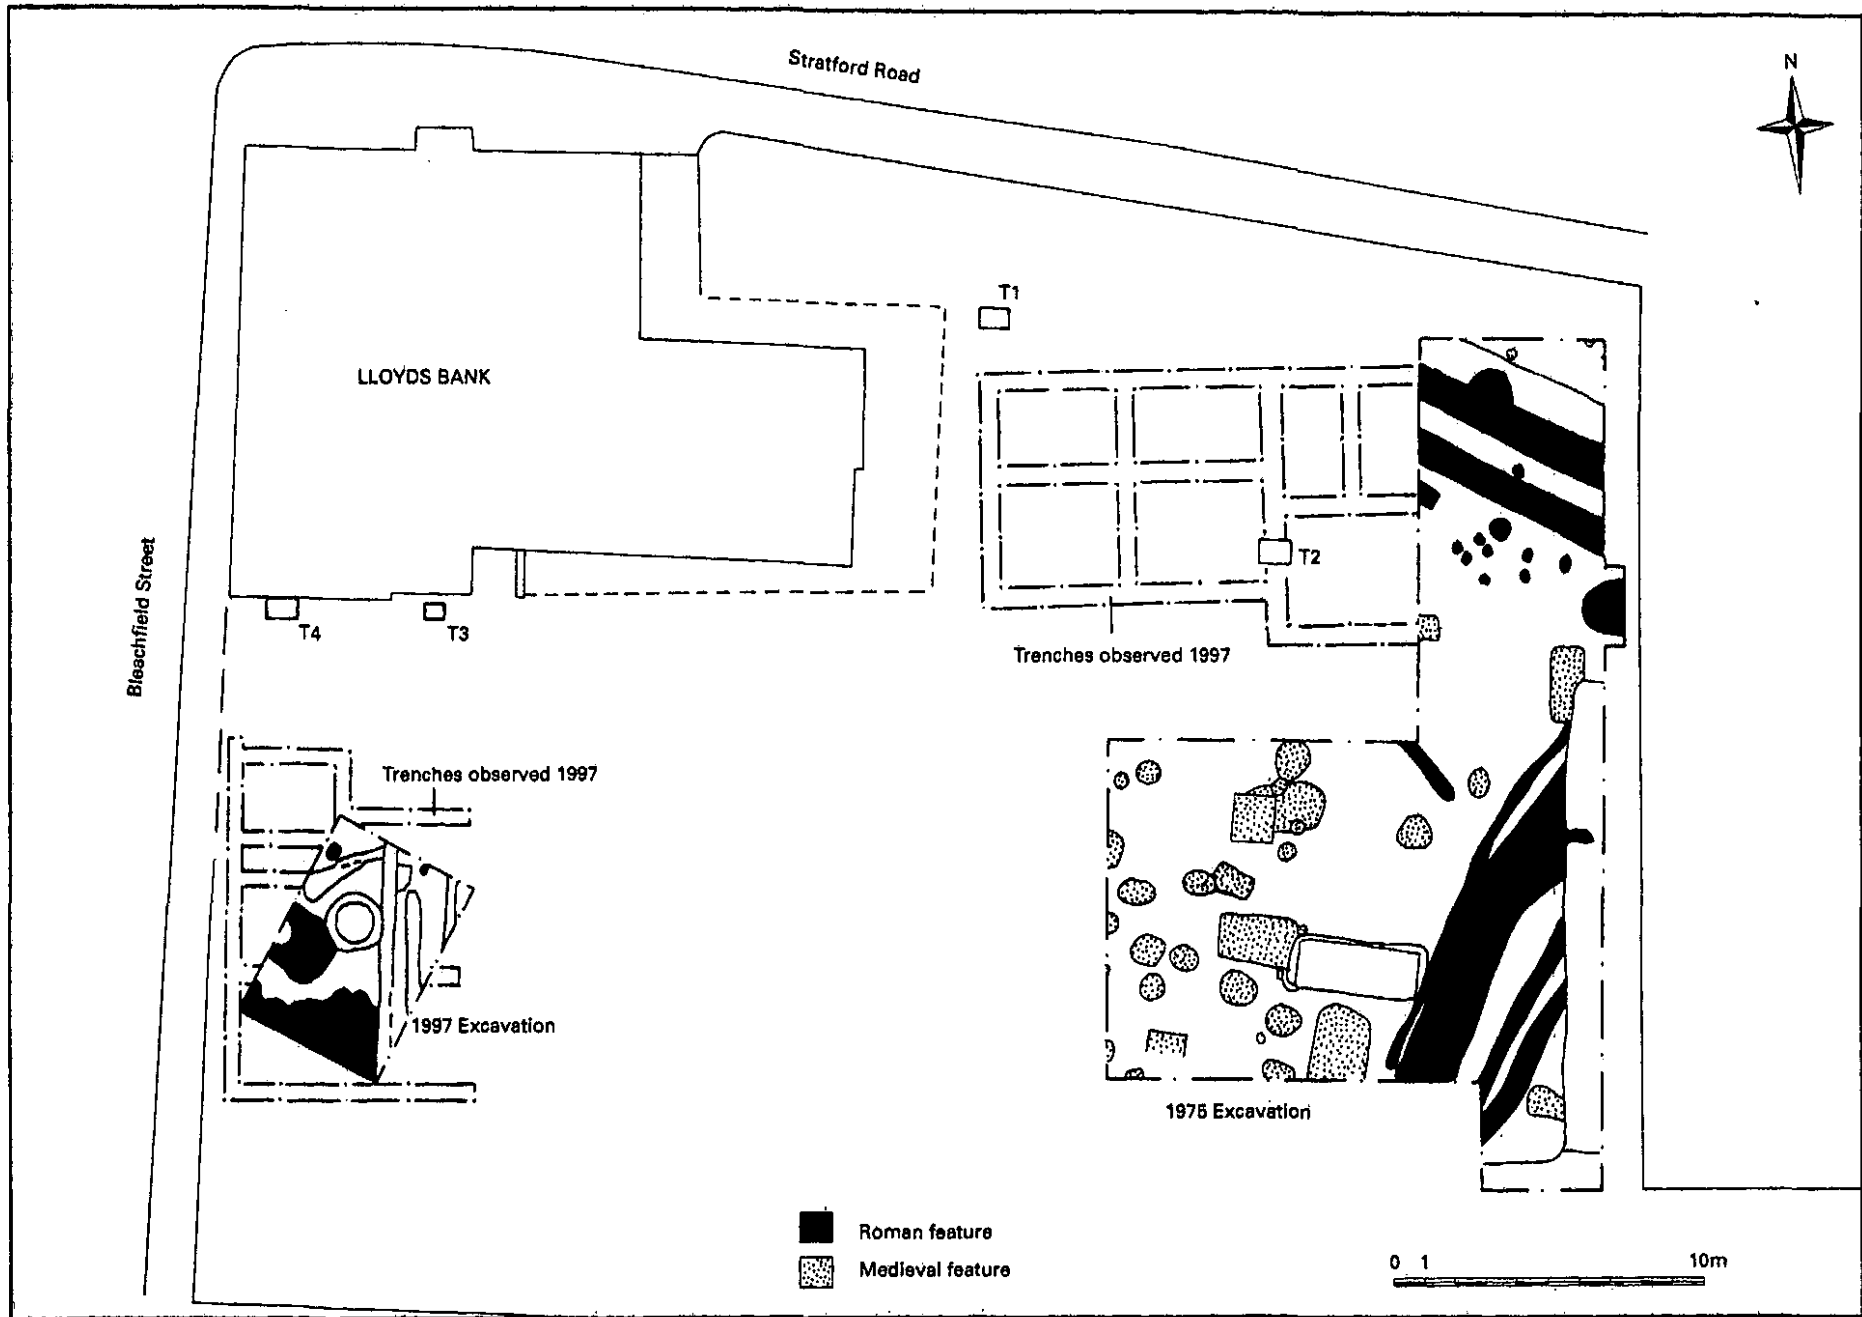 Stratford Road
N
T1
LLOYDS BANK
T2
Bleachfield Street
T4
T3
Trenches observed 1997
Trenches observed 1997
1997 Excavation
1975 Excavation
Roman feature
Medieval feature
0 1 10m